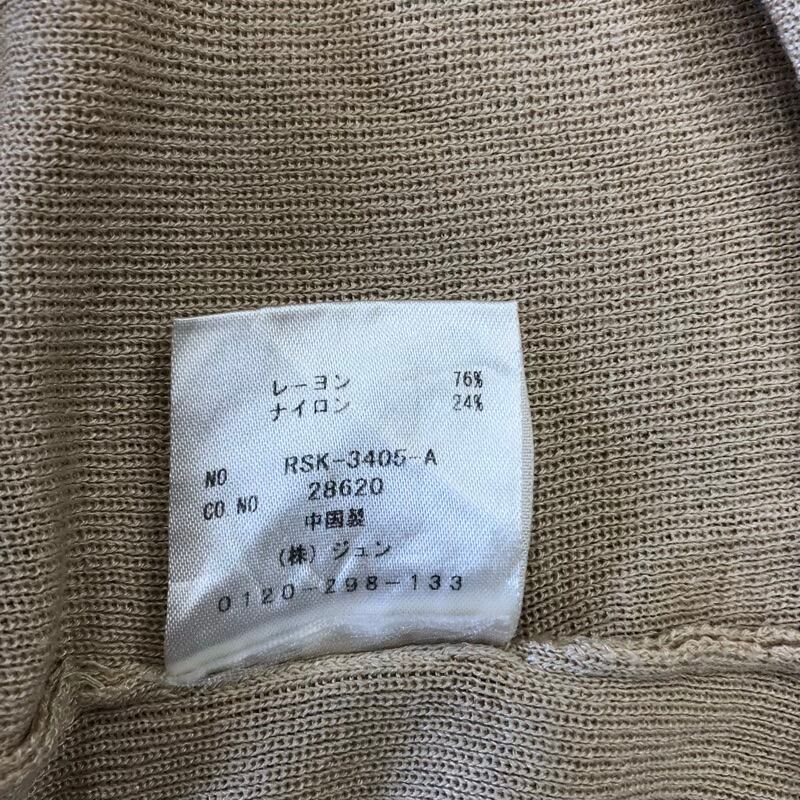 レーヨン 76%
ナイロン 24%
NO RSK-3405-A
CO NO 28620
中国製
(株)ジュン
0120-298-133